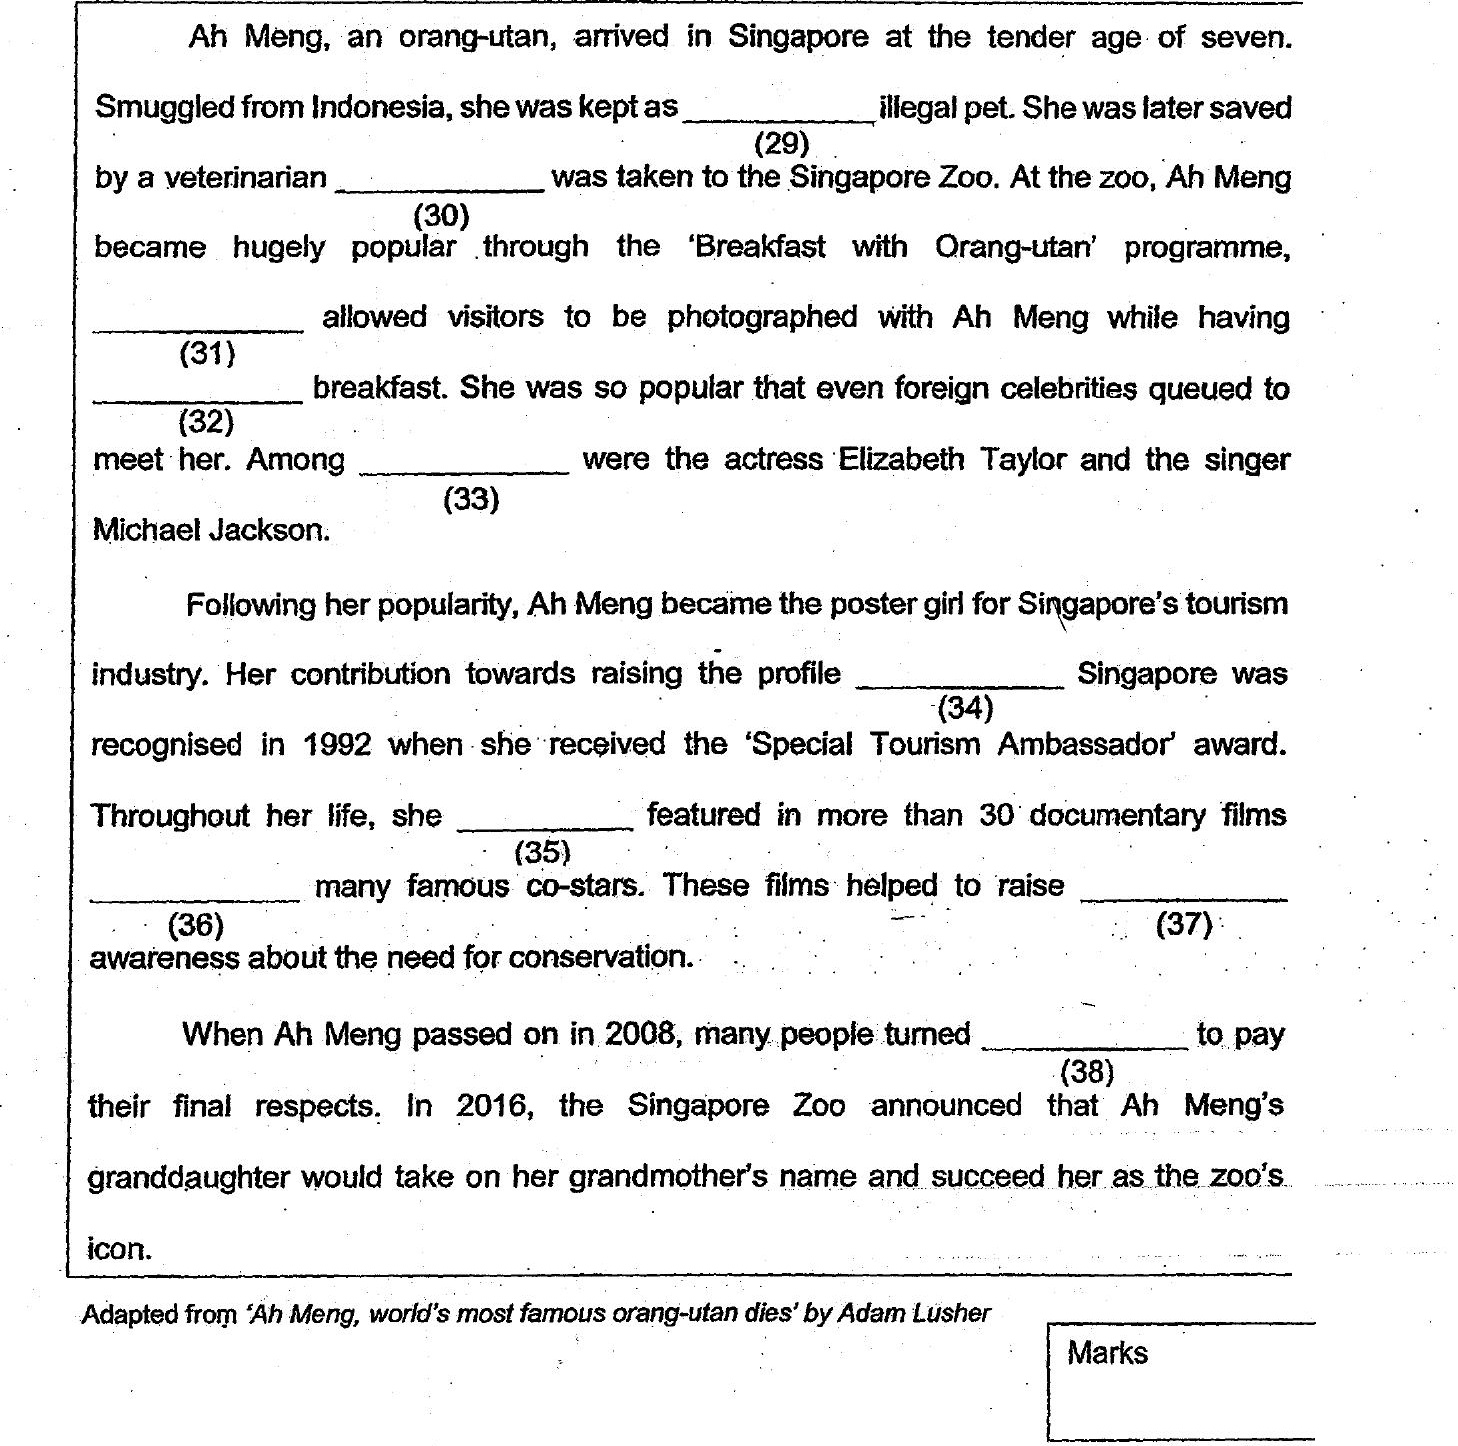 Ah Meng, an orang-utan, arrived in Singapore at the tender age of seven.
Smuggled from Indonesia, she was kept as ____________ illegal pet. She was later saved
(29)
by a veterinarian ____________ was taken to the Singapore Zoo. At the zoo, Ah Meng
(30)
became hugely popular through the ‘Breakfast with Orang-utan’ programme,
____________ allowed visitors to be photographed with Ah Meng while having
(31)
____________ breakfast. She was so popular that even foreign celebrities queued to
(32)
meet her. Among ____________ were the actress Elizabeth Taylor and the singer
(33)
Michael Jackson.
Following her popularity, Ah Meng became the poster girl for Singapore’s tourism
industry. Her contribution towards raising the profile ____________ Singapore was
(34)
recognised in 1992 when she received the ‘Special Tourism Ambassador’ award.
Throughout her life, she ____________ featured in more than 30 documentary films
(35)
____________ many famous co-stars. These films helped to raise ____________
(36) (37)
awareness about the need for conservation.
When Ah Meng passed on in 2008, many people turned ____________ to pay
(38)
their final respects. In 2016, the Singapore Zoo announced that Ah Meng’s
granddaughter would take on her grandmother’s name and succeed her as the zoo’s
icon.
Adapted from ‘Ah Meng, world’s most famous orang-utan dies’ by Adam Lusher
Marks